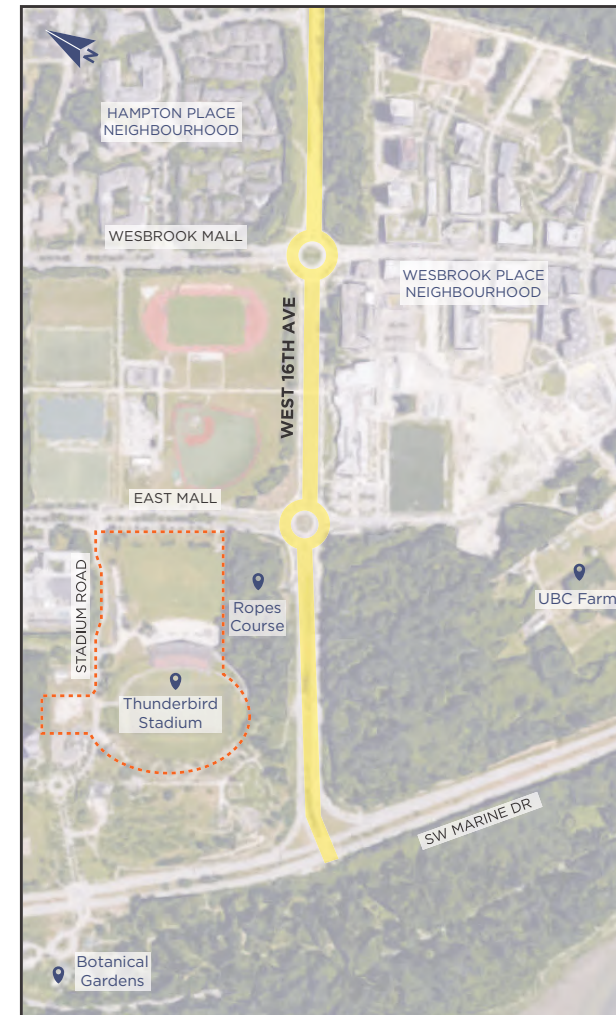 N
HAMPTON PLACE
NEIGHBOURHOOD
WESBROOK MALL
WESBROOK PLACE
NEIGHBOURHOOD
WEST 16TH AVE
EAST MALL
STADIUM ROAD
Ropes
Course
UBC Farm
Thunderbird
Stadium
SW MARINE DR
Botanical
Gardens